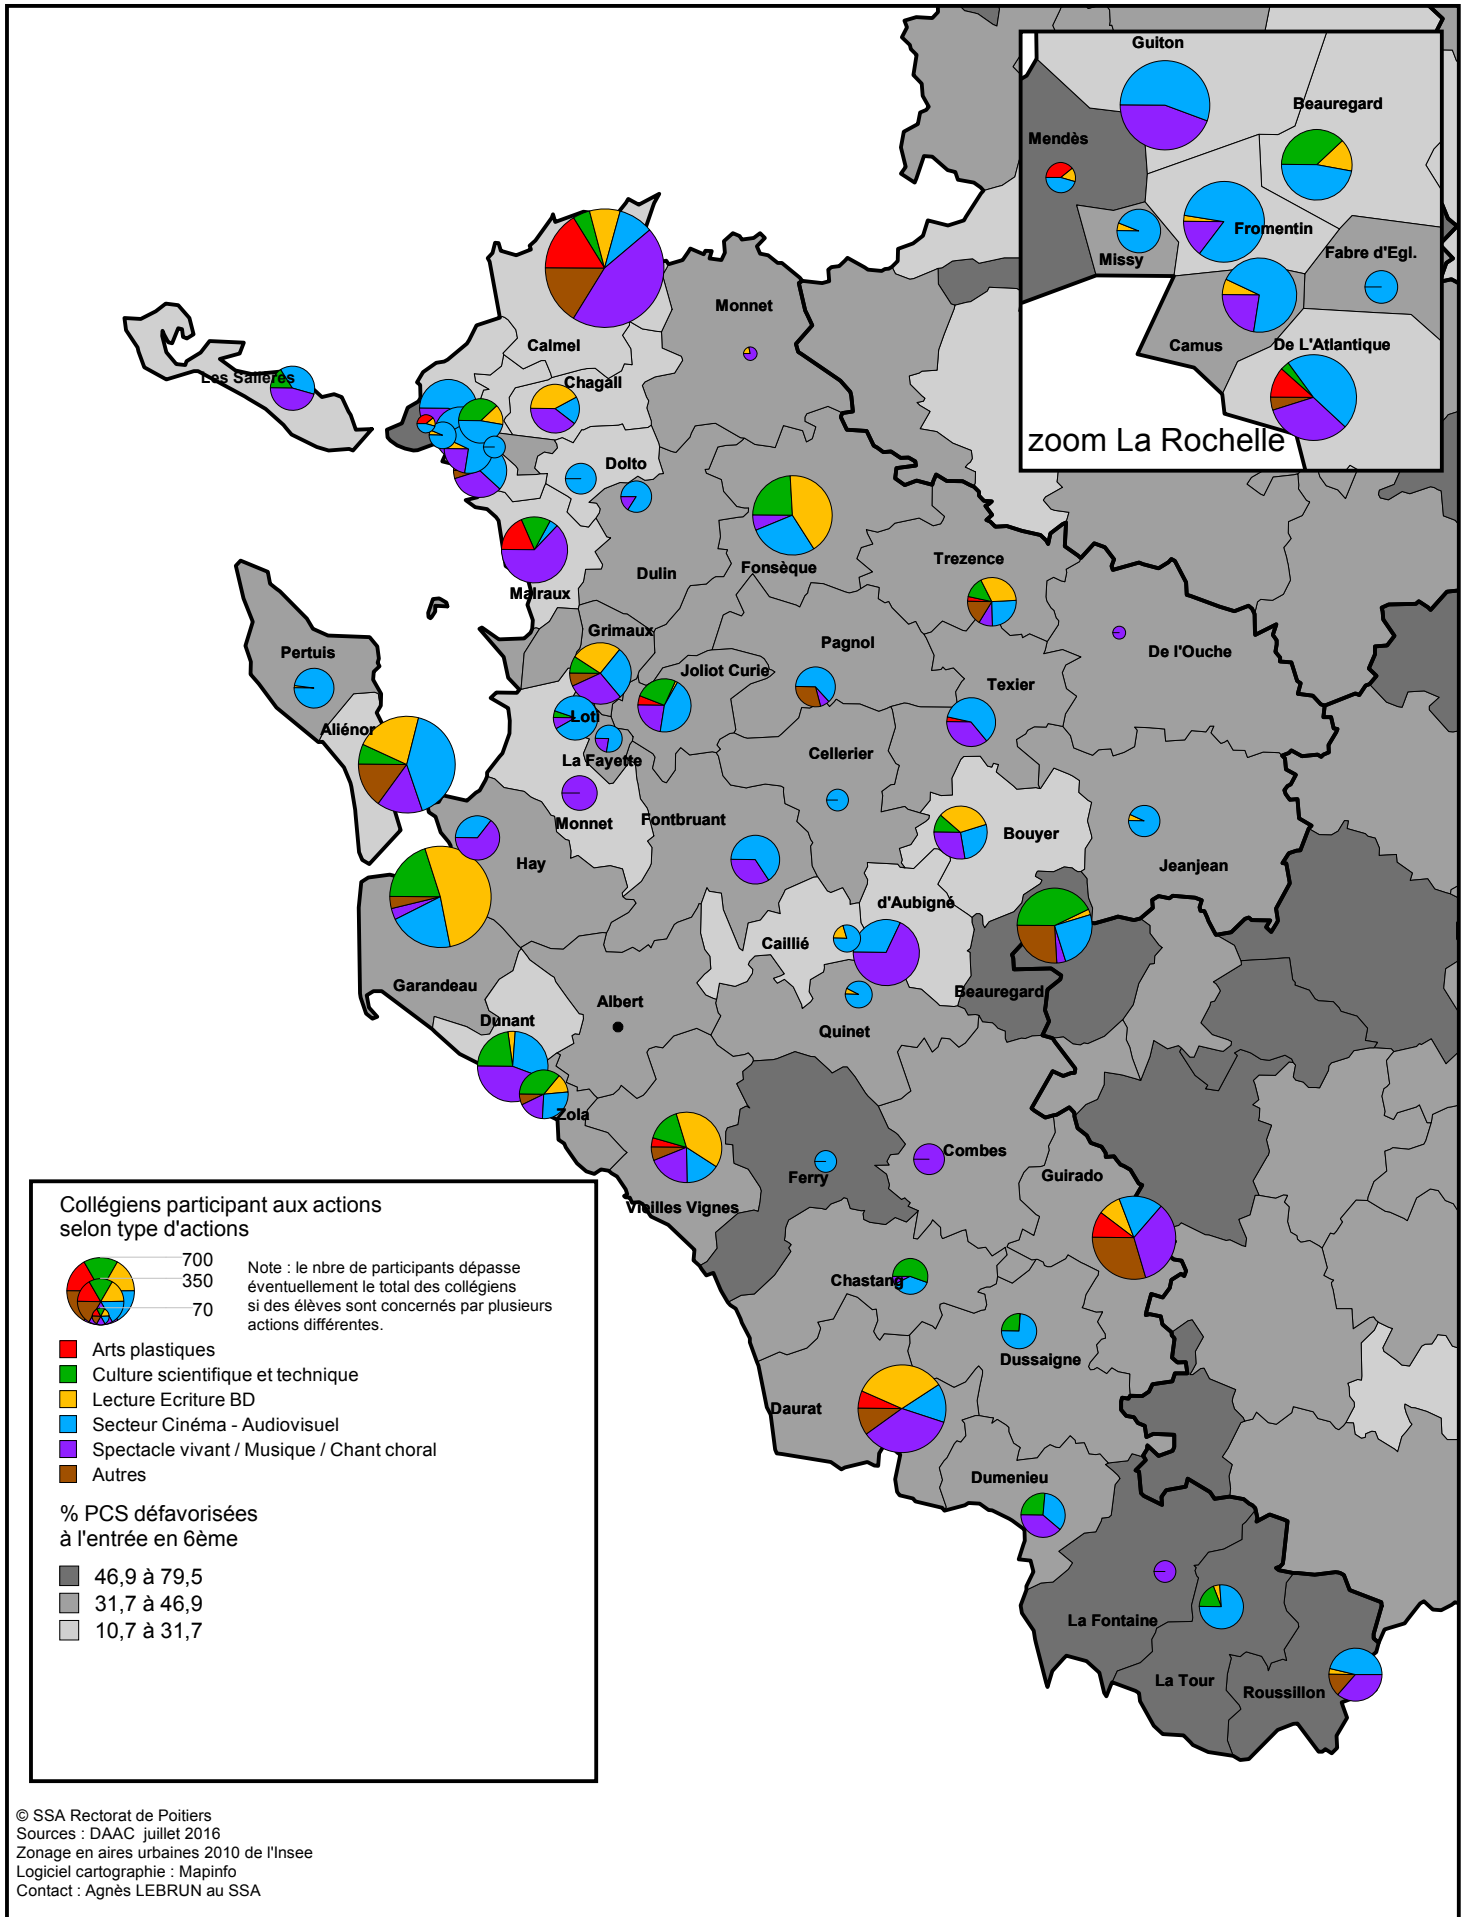 Guiton
Beauregard
Mendès
Fromentin
Missy
Fabre d'Egl.
Camus
De L'Atlantique
zoom La Rochelle
Monnet
Calmel
Les Salières
Chagall
Dolto
Dulin
Fonsèque
Trezence
Malraux
Grimaux
Pagnol
De l'Ouche
Pertuis
Joliot Curie
Texier
Aliénor
Loti
La Fayette
Cellerier
Monnet
Fontbruant
Bouyer
Hay
Jeanjean
d'Aubigné
Caillié
Garandeau
Albert
Beauregard
Dunant
Quinet
Zola
Combes
Guirado
Ferry
Vieilles Vignes
Chastang
Dussaigne
Daurat
Dumenieu
La Fontaine
La Tour
Roussillon
Collégiens participant aux actions
selon type d'actions
700
350
70
Note : le nbre de participants dépasse
éventuellement le total des collégiens
si des élèves sont concernés par plusieurs
actions différentes.
Arts plastiques
Culture scientifique et technique
Lecture Ecriture BD
Secteur Cinéma - Audiovisuel
Spectacle vivant / Musique / Chant choral
Autres
% PCS défavorisées
à l'entrée en 6ème
46,9 à 79,5
31,7 à 46,9
10,7 à 31,7
© SSA Rectorat de Poitiers
Sources : DAAC juillet 2016
Zonage en aires urbaines 2010 de l'Insee
Logiciel cartographie : Mapinfo
Contact : Agnès LEBRUN au SSA